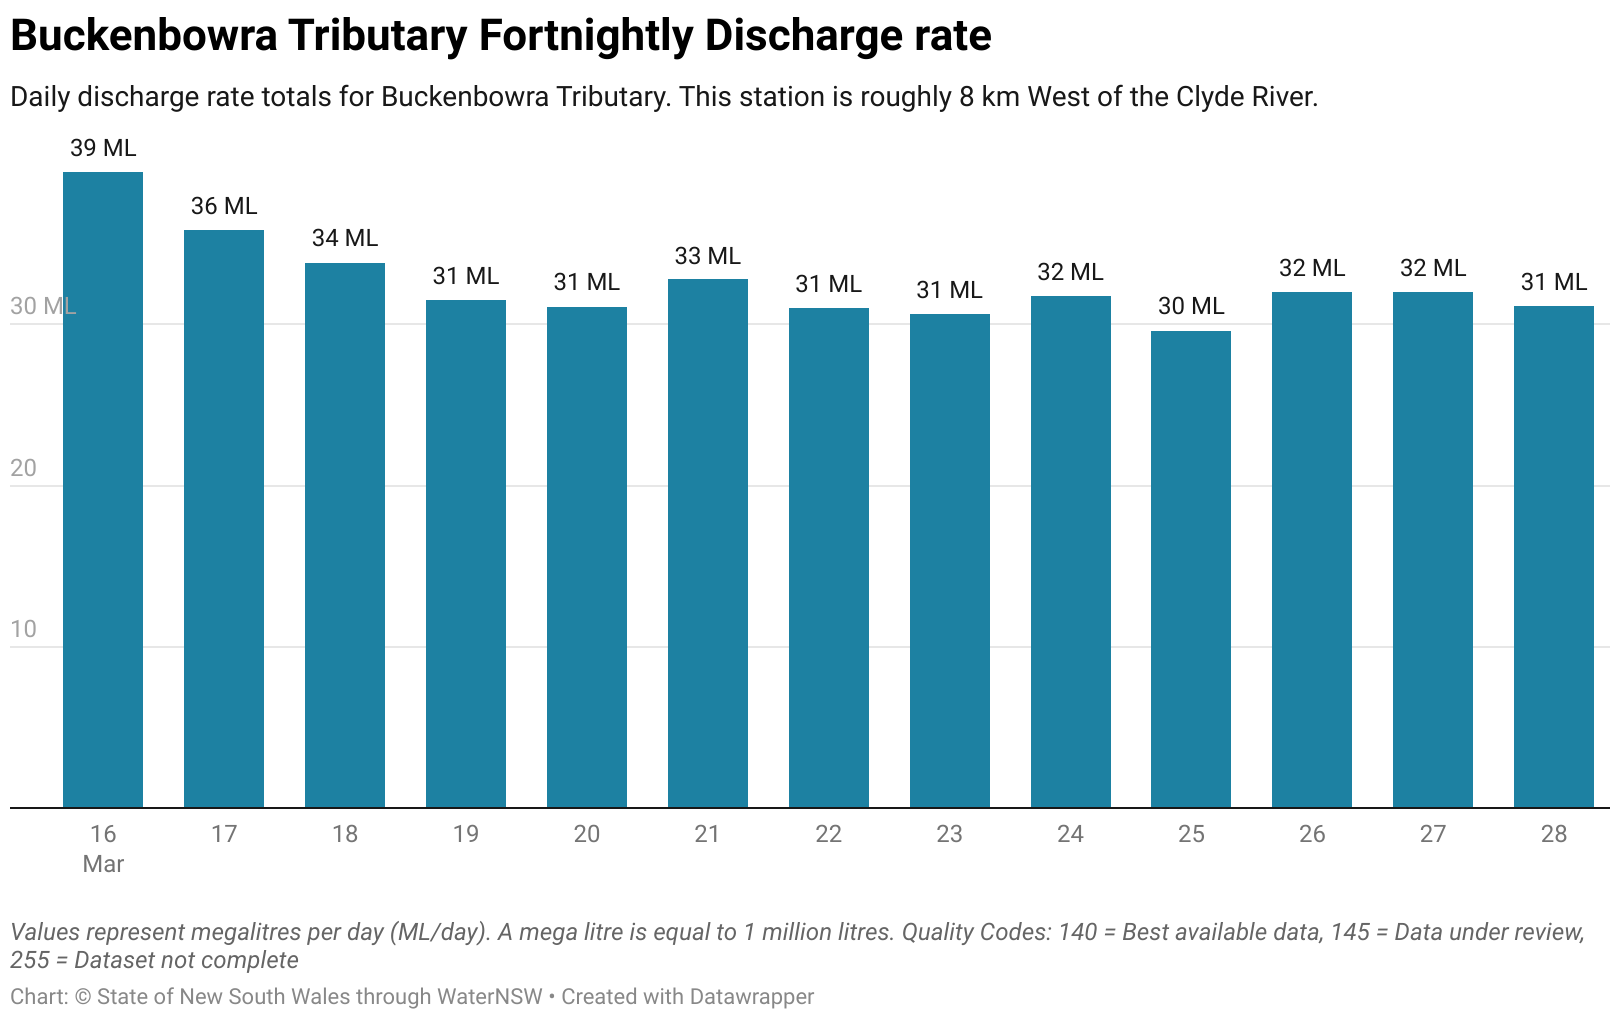 Buckenbowra Tributary Fortnightly Discharge rate
Daily discharge rate totals for Buckenbowra Tributary. This station is roughly 8 km West of the Clyde River.
39 ML
36 ML
34 ML
31 ML
31 ML
33 ML
31 ML
31 ML
32 ML
30 ML
32 ML
32 ML
31 ML
30 ML
20
10
16 17 18 19 20 21 22 23 24 25 26 27 28
Mar
Values represent megalitres per day (ML/day). A mega litre is equal to 1 million litres. Quality Codes: 140 = Best available data, 145 = Data under review,
255 = Dataset not complete
Chart: © State of New South Wales through WaterNSW • Created with Datawrapper